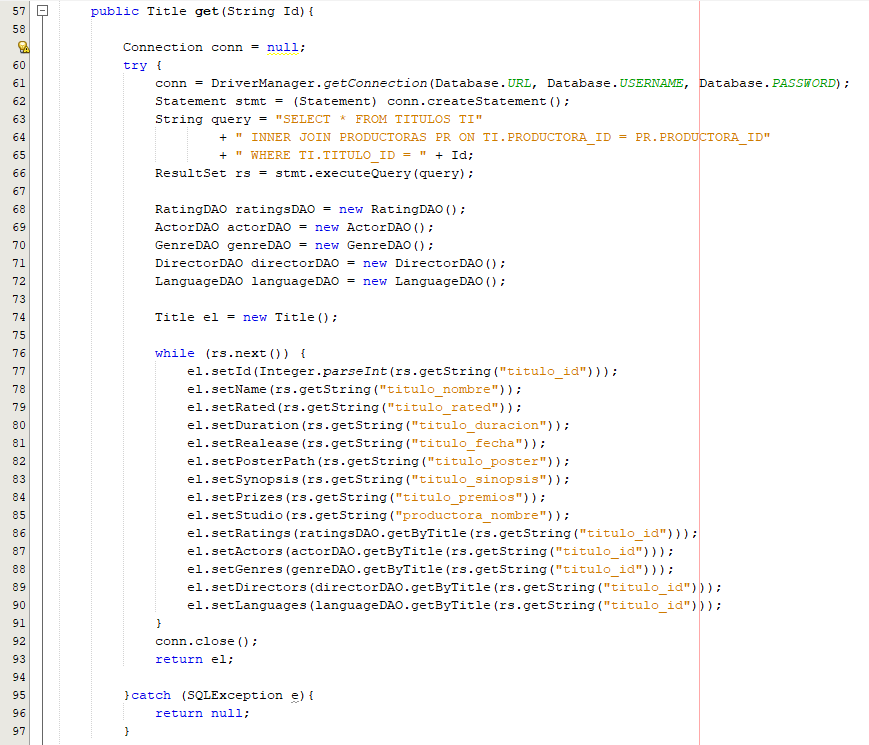 57 public Title get(String Id){
58
Connection conn = null;
60 try {
61 conn = DriverManager.getConnection(Database.URL, Database.USERNAME, Database.PASSWORD);
62 Statement stmt = (Statement) conn.createStatement();
63 String query = "SELECT * FROM TITULOS TI"
64 + " INNER JOIN PRODUCTORAS PR ON TI.PRODUCTORA_ID = PR.PRODUCTORA_ID"
65 + " WHERE TI.TITULO_ID = " + Id;
66 ResultSet rs = stmt.executeQuery(query);
67
68 RatingDAO ratingsDAO = new RatingDAO();
69 ActorDAO actorDAO = new ActorDAO();
70 GenreDAO genreDAO = new GenreDAO();
71 DirectorDAO directorDAO = new DirectorDAO();
72 LanguageDAO languageDAO = new LanguageDAO();
73
74 Title el = new Title();
75
76 while (rs.next()) {
77 el.setId(Integer.parseInt(rs.getString("titulo_id")));
78 el.setName(rs.getString("titulo_nombre"));
79 el.setRated(rs.getString("titulo_rated"));
80 el.setDuration(rs.getString("titulo_duracion"));
81 el.setRealease(rs.getString("titulo_fecha"));
82 el.setPosterPath(rs.getString("titulo_poster"));
83 el.setSynopsis(rs.getString("titulo_sinopsis"));
84 el.setPrizes(rs.getString("titulo_premios"));
85 el.setStudio(rs.getString("productora_nombre"));
86 el.setRatings(ratingsDAO.getByTitle(rs.getString("titulo_id")));
87 el.setActors(actorDAO.getByTitle(rs.getString("titulo_id")));
88 el.setGenres(genreDAO.getByTitle(rs.getString("titulo_id")));
89 el.setDirectors(directorDAO.getByTitle(rs.getString("titulo_id")));
90 el.setLanguages(languageDAO.getByTitle(rs.getString("titulo_id")));
91 }
92 conn.close();
93 return el;
94
95 }catch (SQLException e){
96 return null;
97 }